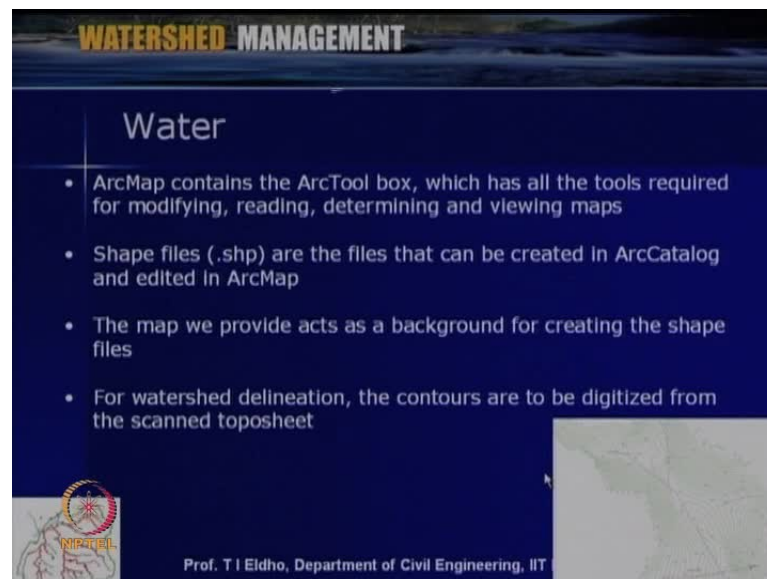 WATERSHED MANAGEMENT
Water
• ArcMap contains the ArcTool box, which has all the tools required
for modifying, reading, determining and viewing maps
• Shape files (.shp) are the files that can be created in ArcCatalog
and edited in ArcMap
• The map we provide acts as a background for creating the shape
files
• For watershed delineation, the contours are to be digitized from
the scanned toposheet
NPTEL
Prof. T I Eldho, Department of Civil Engineering, IIT